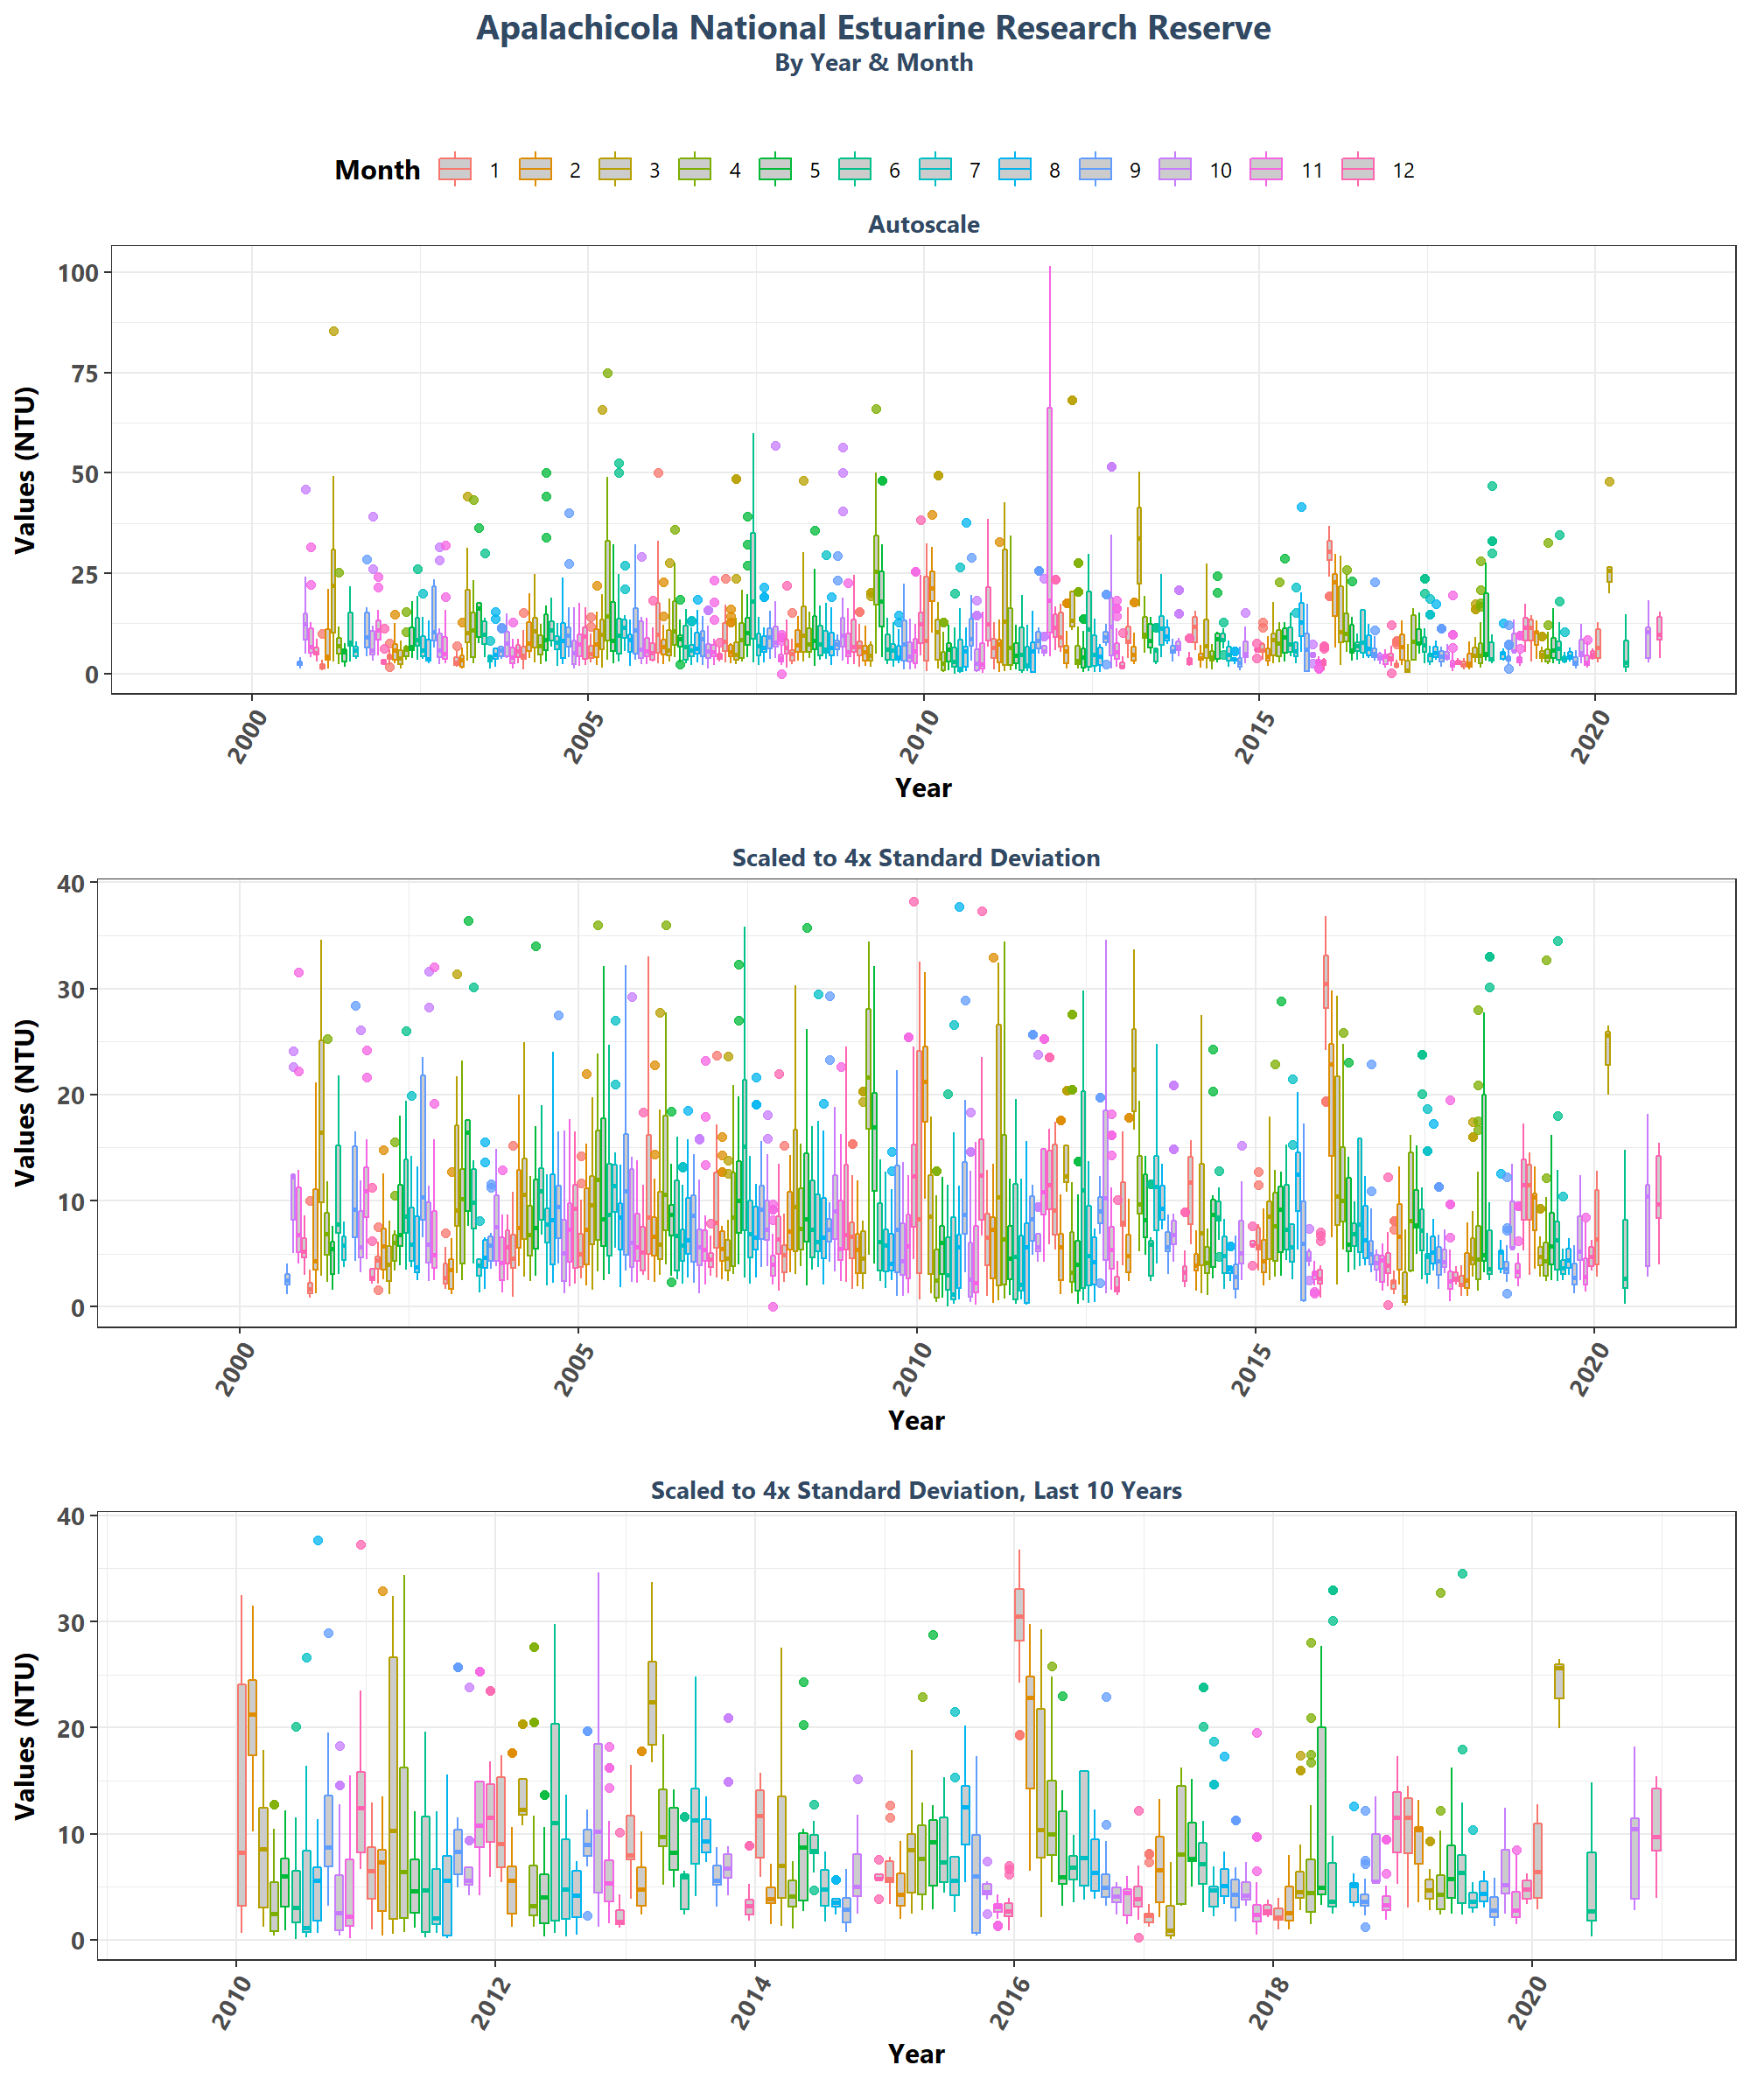 Apalachicola National Estuarine Research Reserve
By Year & Month
Month 1 2 3 4 5 6 7 8 9 10 11 12
Autoscale
100
75
50
25
0
Values (NTU)
2000 2005 2010 2015 2020
Year
Scaled to 4x Standard Deviation
40
30
20
10
0
Values (NTU)
2000 2005 2010 2015 2020
Year
Scaled to 4x Standard Deviation, Last 10 Years
40
30
20
10
0
Values (NTU)
2010 2012 2014 2016 2018 2020
Year